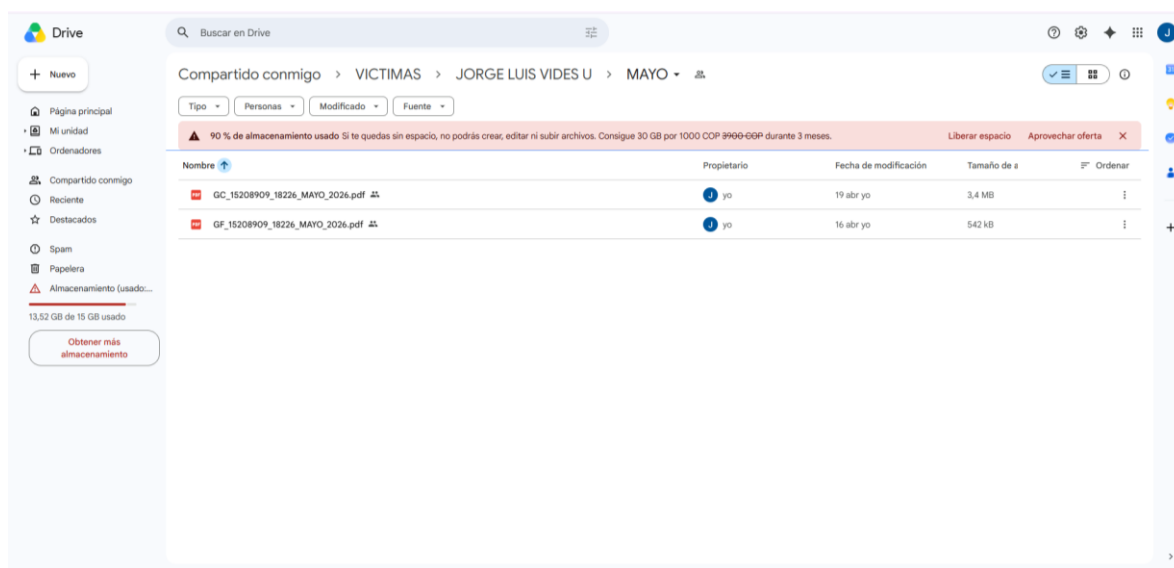 Drive
Buscar en Drive
J
Nuevo
Página principal
Mi unidad
Ordenadores
Compartido conmigo
Reciente
Destacados
Spam
Papelera
Almacenamiento (usado:...
13,52 GB de 15 GB usado
Obtener más
almacenamiento
Compartido conmigo > VICTIMAS > JORGE LUIS VIDES U > MAYO
Tipo Personas Modificado Fuente
90 % de almacenamiento usado Si te quedas sin espacio, no podrás crear, editar ni subir archivos. Consigue 30 GB por 1000 COP 3900 COP durante 3 meses. Liberar espacio Aprovechar oferta
Nombre Propietario Fecha de modificación Tamaño de a Ordenar
PDF GC_15208909_18226_MAYO_2026.pdf J yo 19 abr yo 3,4 MB
PDF GF_15208909_18226_MAYO_2026.pdf J yo 16 abr yo 542 kB